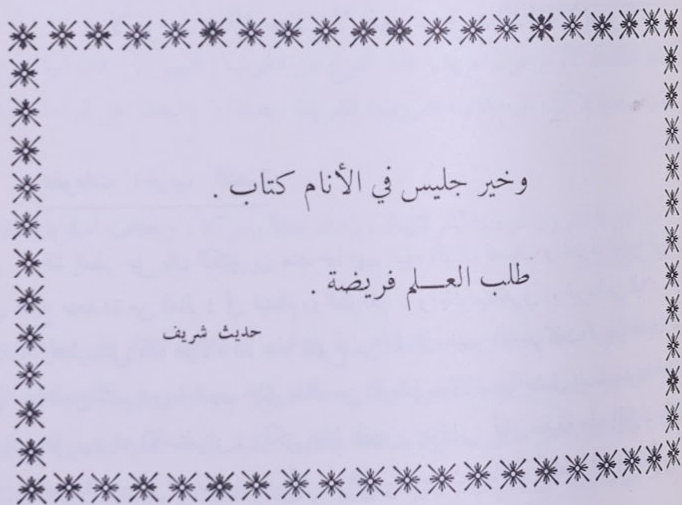 وخير جليس في الأنام كتاب .
طلب العلم فريضة .
حديث شريف